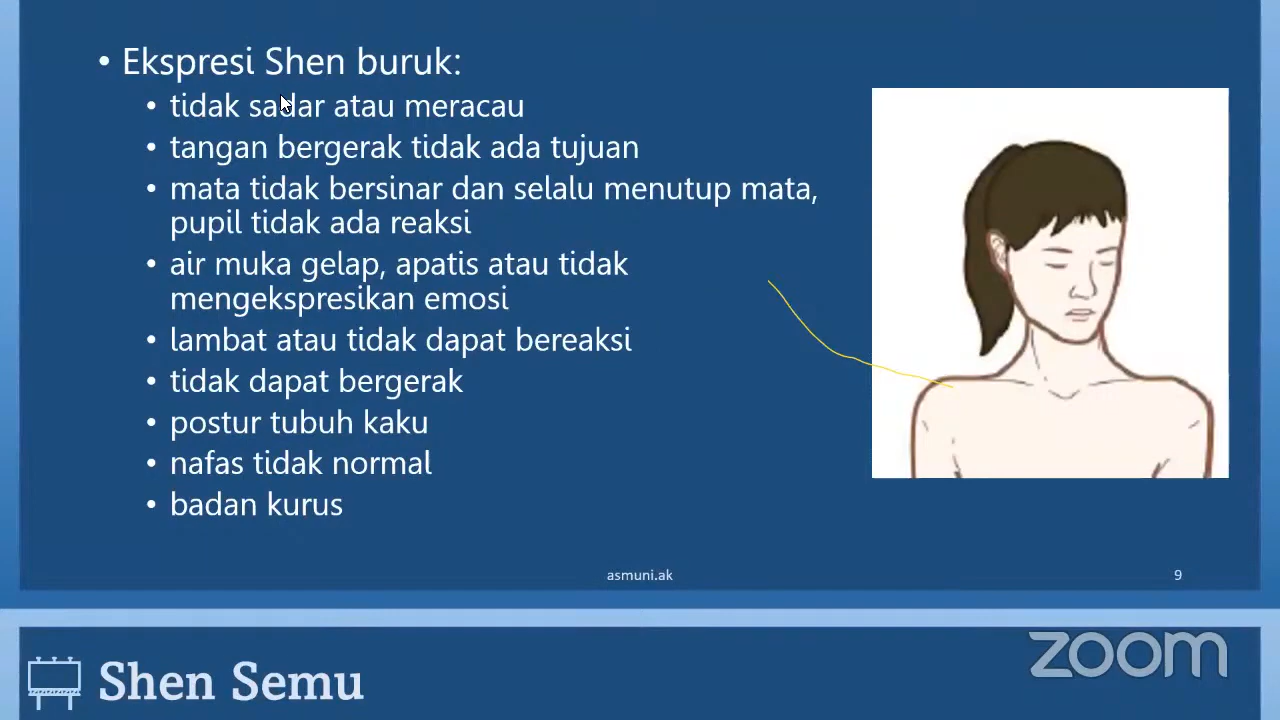 • Ekspresi Shen buruk:
• tidak sadar atau meracau
• tangan bergerak tidak ada tujuan
• mata tidak bersinar dan selalu menutup mata,
pupil tidak ada reaksi
• air muka gelap, apatis atau tidak
mengekspresikan emosi
• lambat atau tidak dapat bereaksi
• tidak dapat bergerak
• postur tubuh kaku
• nafas tidak normal
• badan kurus
asmuni.ak
9
Shen Semu
zoom